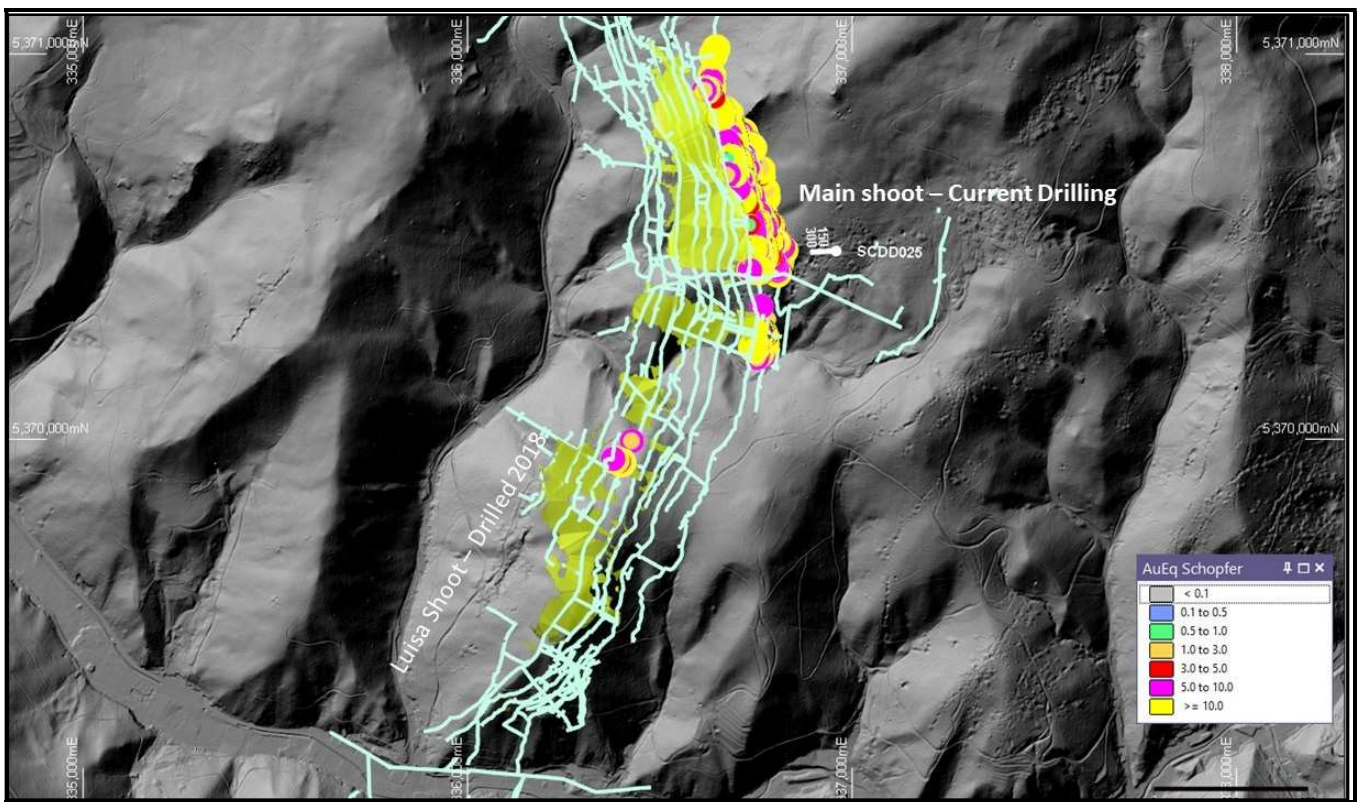 335,000mE
336,000mE
337,000mE
338,000mE
5,371,000mN
5,371,000mN
Main shoot – Current Drilling
150
300
SCDD025
5,370,000mN
5,370,000mN
Luisa Shoot – Drilled 2018
AuEq Schopfer
< 0.1
0.1 to 0.5
0.5 to 1.0
1.0 to 3.0
3.0 to 5.0
5.0 to 10.0
>= 10.0
335,000mE
336,000mE
337,000mE
338,000mE